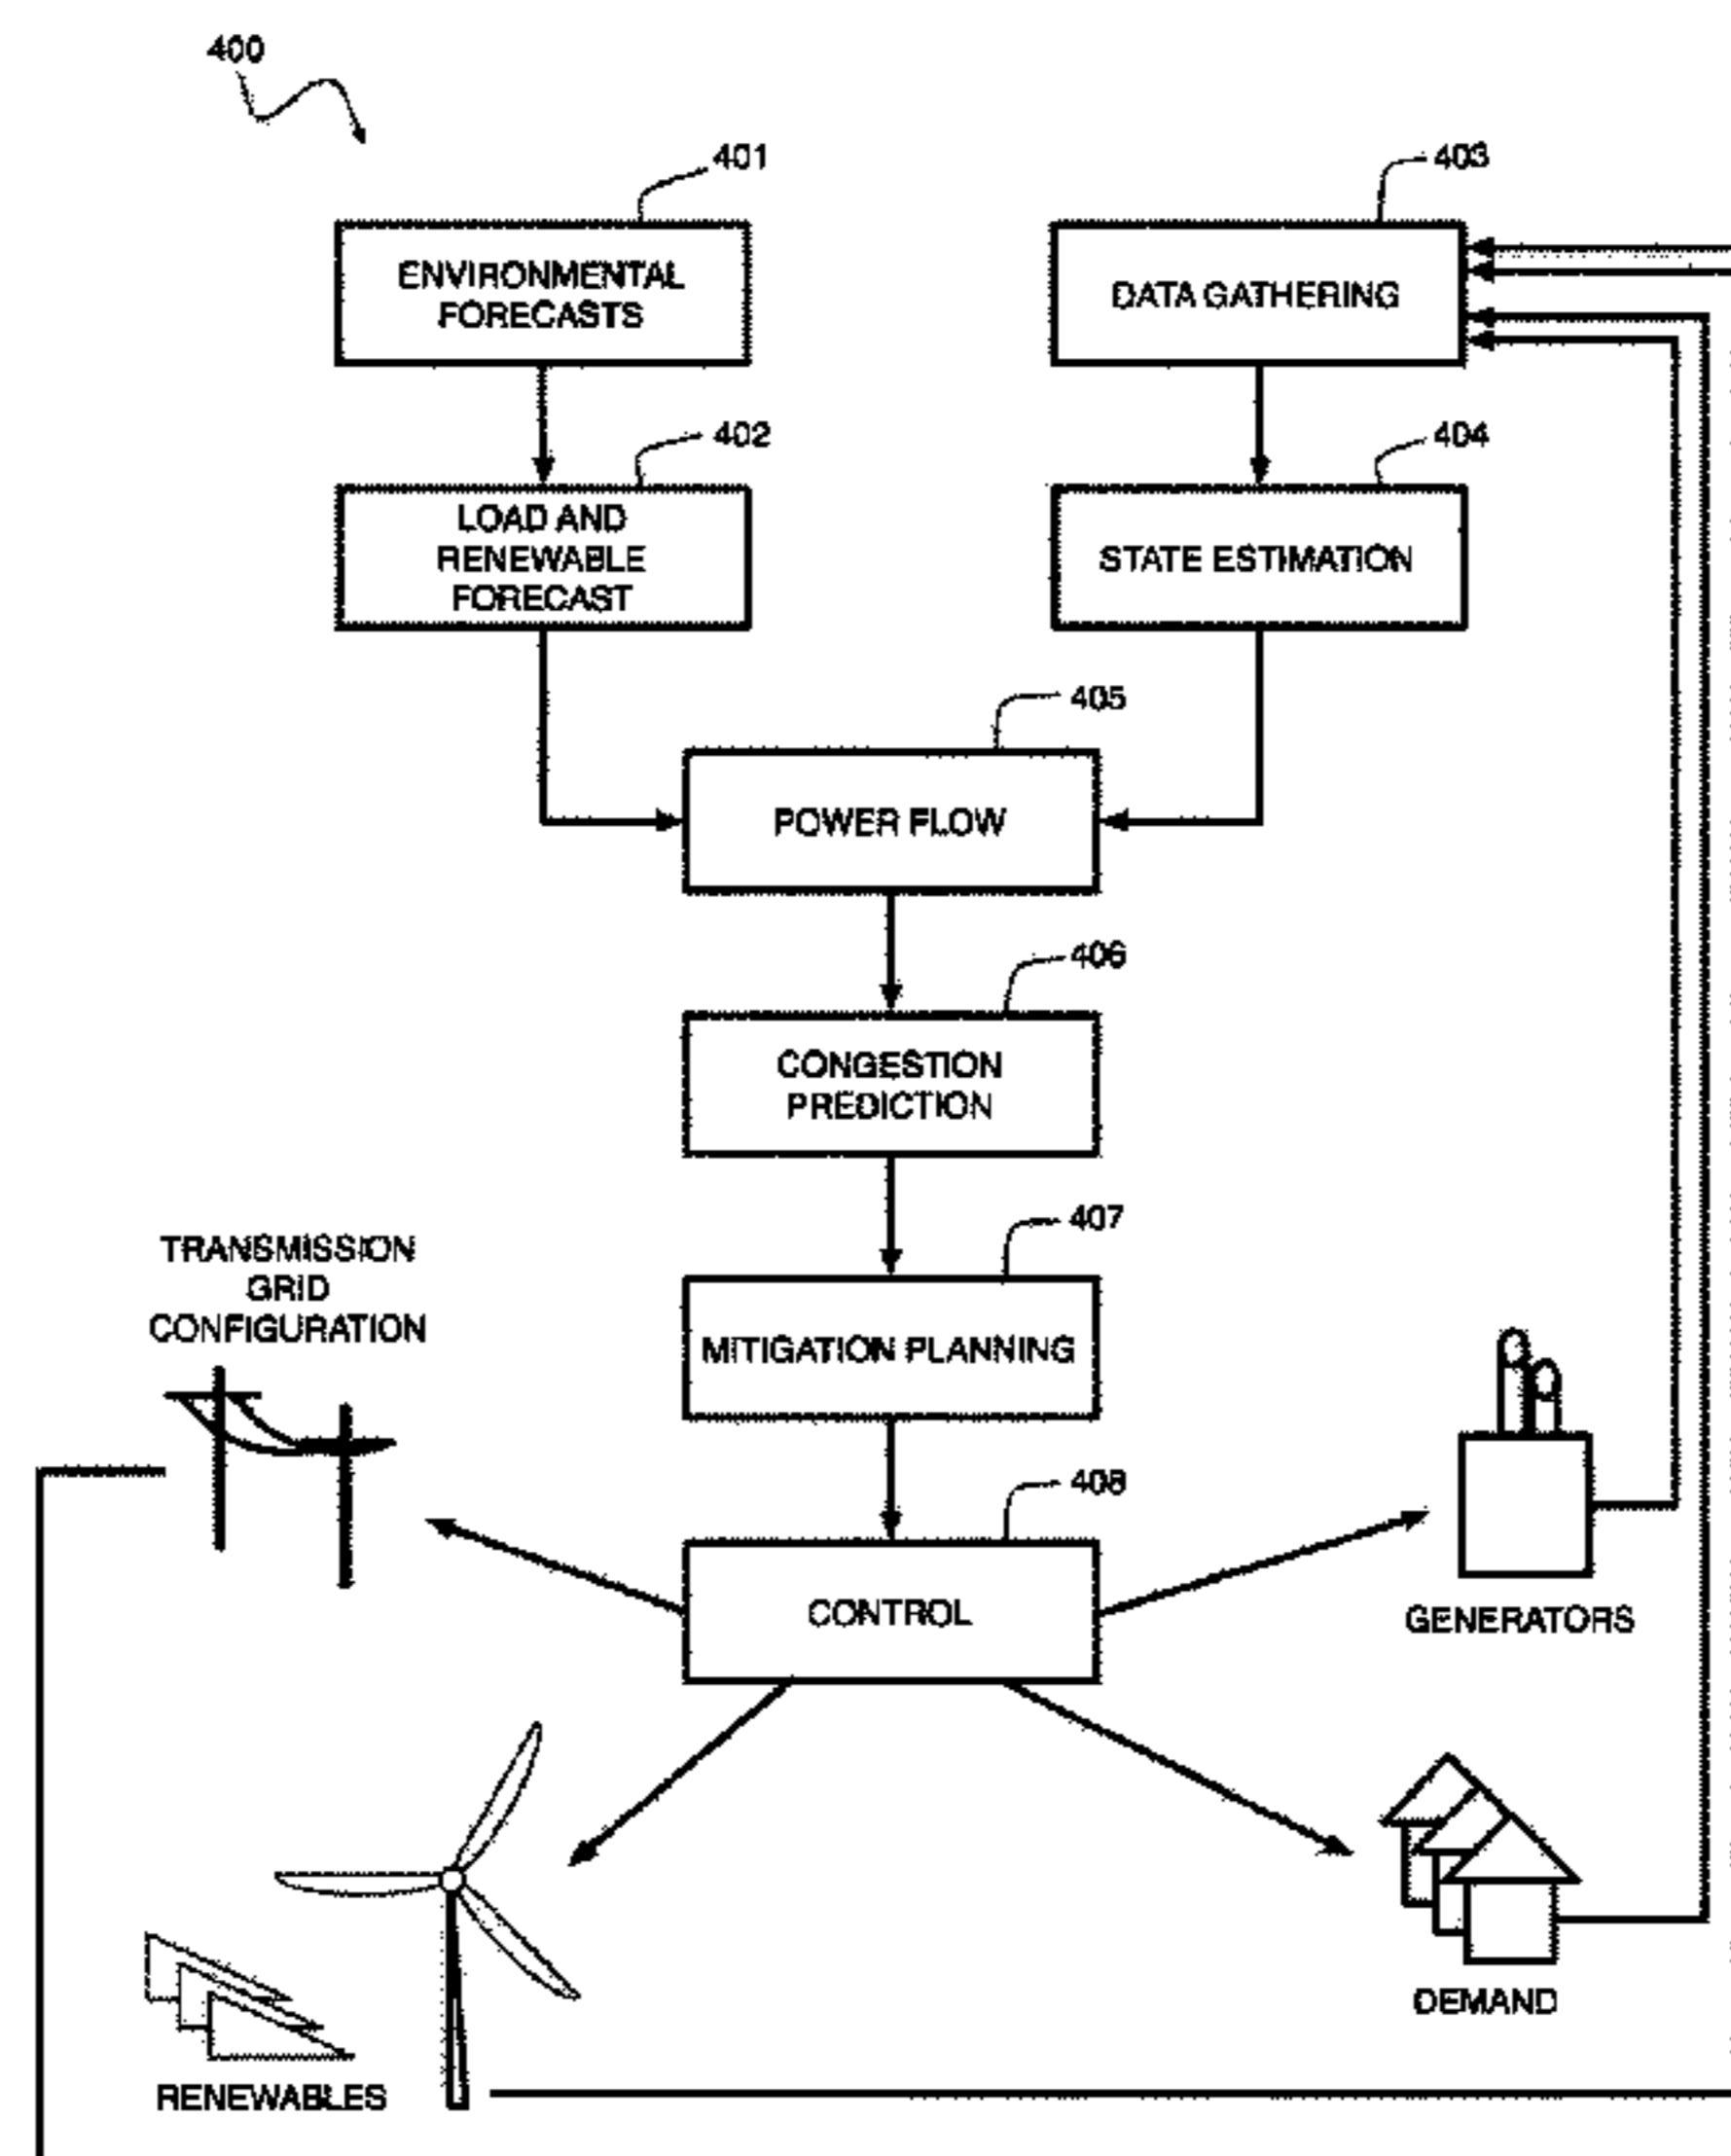 400
401
403
ENVIRONMENTAL
FORECASTS
DATA GATHERING
402
404
LOAD AND
RENEWABLE
FORECAST
STATE ESTIMATION
405
POWER FLOW
406
CONGESTION
PREDICTION
407
TRANSMISSION
GRID
CONFIGURATION
MITIGATION PLANNING
408
CONTROL
GENERATORS
DEMAND
RENEWABLES